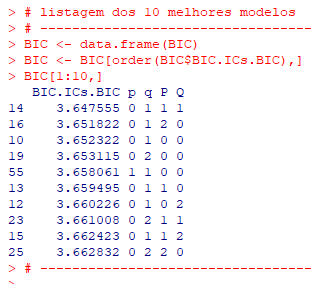 > # listagem dos 10 melhores modelos
> # ---------------------------------
> BIC <- data.frame(BIC)
> BIC <- BIC[order(BIC$BIC.ICs.BIC),]
> BIC[1:10,]
   BIC.ICs.BIC p q P Q
14    3.647555 0 1 1 1
16    3.651822 0 1 2 0
10    3.652322 0 1 0 0
19    3.653115 0 2 0 0
55    3.658061 1 1 0 0
13    3.659495 0 1 1 0
12    3.660226 0 1 0 2
23    3.661008 0 2 1 1
15    3.662423 0 1 1 2
25    3.662832 0 2 2 0
> # ---------------------------------